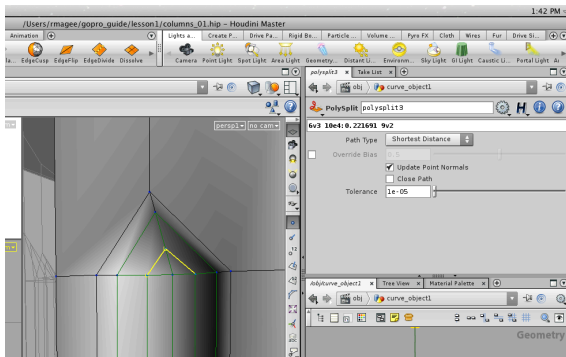 1:42 PM
/Users/rmagee/gopro_guide/lesson1/columns_01.hip - Houdini Master
Animation
Lights a... Create P... Drive Pa... Rigid Bo... Particle ... Volume ... Pyro FX Cloth Wires Fur Drive Si...
EdgeCusp EdgeFlip EdgeDivide Dissolve
Camera Point Light Spot Light Area Light Geometry... Distant Li... Environm... Sky Light GI Light Caustic Li... Portal Light
polysplit3 Take List
obj curve_object1
PolySplit polysplit3
6v3 10e4:0.221691 9v2
persp1 no cam
Path Type Shortest Distance
Override Bias 0.5
Update Point Normals
Close Path
Tolerance 1e-05
/obj/curve_object1 Tree View Material Palette
obj curve_object1
Geometry